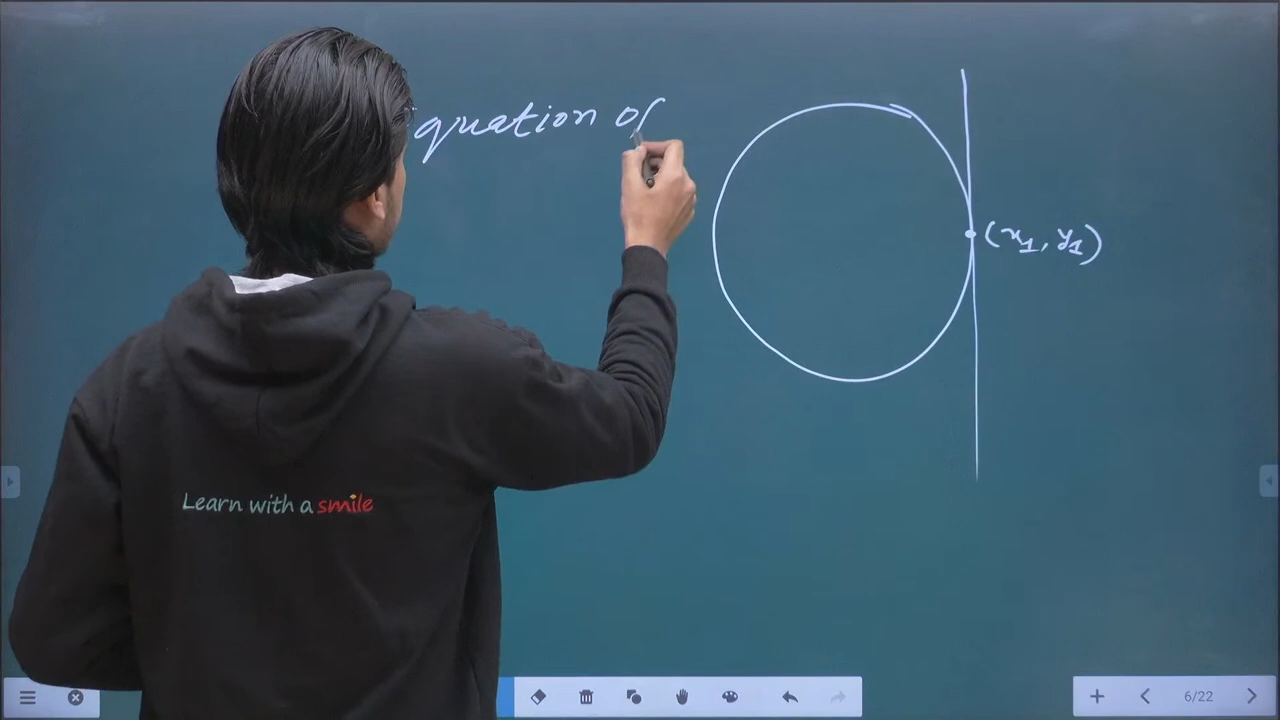 quation of
(x₁, y₁)
Learn with a smile
6/22